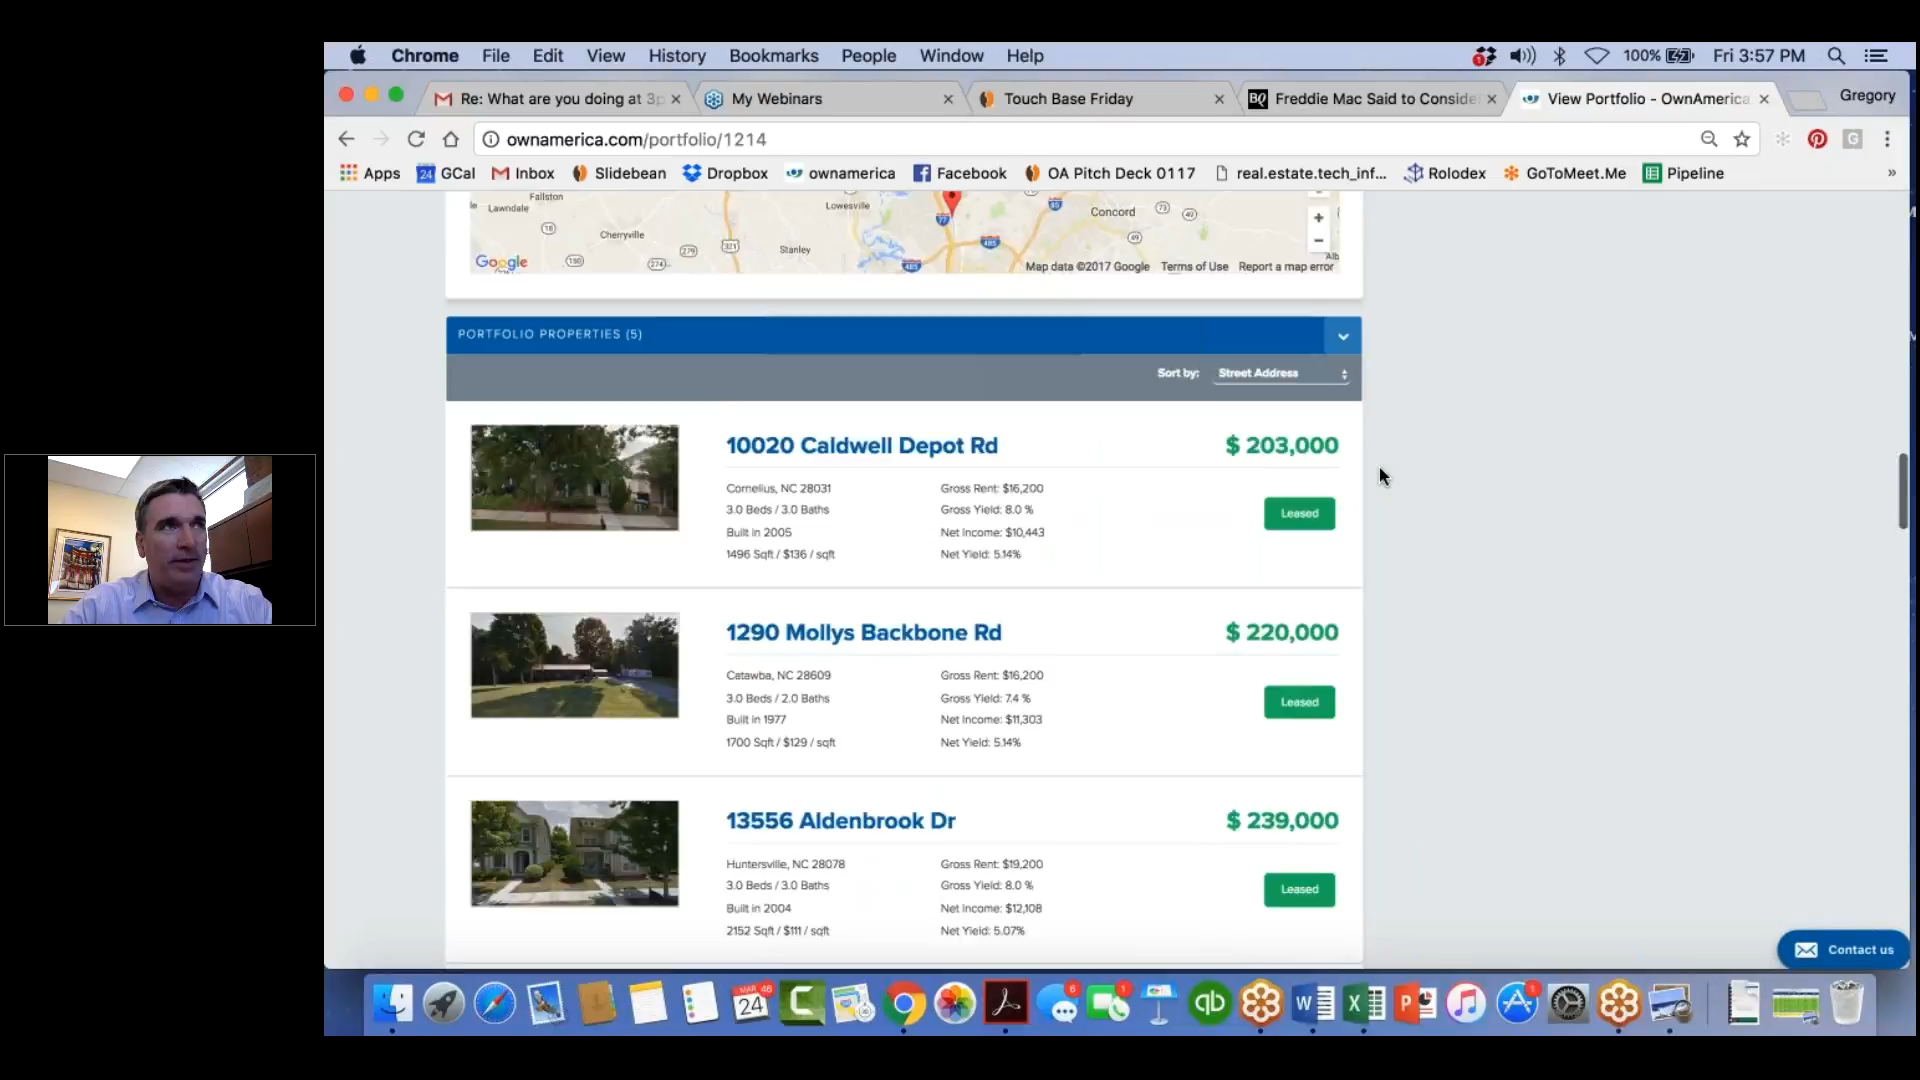 Chrome File Edit View History Bookmarks People Window Help 100% Fri 3:57 PM
Re: What are you doing at 3p
My Webinars
Touch Base Friday
BQ Freddie Mac Said to Conside
View Portfolio - OwnAmerica
Gregory
ownamerica.com/portfolio/1214
Apps 24 GCal Inbox Slidebean Dropbox ownamerica Facebook OA Pitch Deck 0117 real.estate.tech_inf... Rolodex GoToMeet.Me Pipeline »
Fallston
Lawndale
Lowesville
Concord
Cherryville
Stanley
Google
Map data ©2017 Google Terms of Use Report a map error
PORTFOLIO PROPERTIES (5)
Sort by: Street Address
10020 Caldwell Depot Rd
$ 203,000
Cornelius, NC 28031
Gross Rent: $16,200
3.0 Beds / 3.0 Baths
Gross Yield: 8.0 %
Leased
Built in 2005
Net Income: $10,443
1496 Sqft / $136 / sqft
Net Yield: 5.14%
1290 Mollys Backbone Rd
$ 220,000
Catawba, NC 28609
Gross Rent: $16,200
3.0 Beds / 2.0 Baths
Gross Yield: 7.4 %
Leased
Built in 1977
Net Income: $11,303
1700 Sqft / $129 / sqft
Net Yield: 5.14%
13556 Aldenbrook Dr
$ 239,000
Huntersville, NC 28078
Gross Rent: $19,200
3.0 Beds / 3.0 Baths
Gross Yield: 8.0 %
Leased
Built in 2004
Net Income: $12,108
2152 Sqft / $111 / sqft
Net Yield: 5.07%
Contact us
MAR 46
24
6
1
qb
W
X
P
1